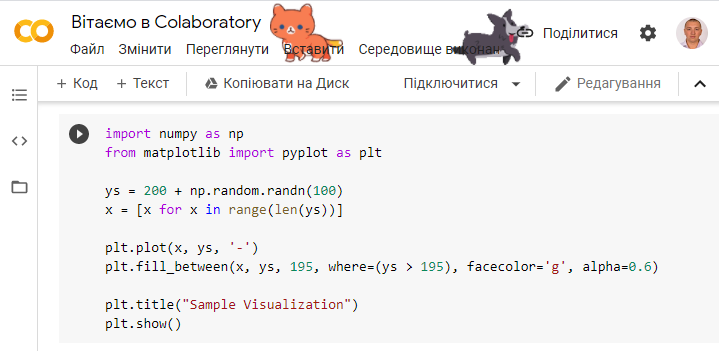 Вітаємо в Colaboratory
Файл Змінити Переглянути Вставити Середовище виконан
Поділитися
+ Код + Текст Копіювати на Диск Підключитися Редагування
import numpy as np
from matplotlib import pyplot as plt
ys = 200 + np.random.randn(100)
x = [x for x in range(len(ys))]
plt.plot(x, ys, '-')
plt.fill_between(x, ys, 195, where=(ys > 195), facecolor='g', alpha=0.6)
plt.title("Sample Visualization")
plt.show()